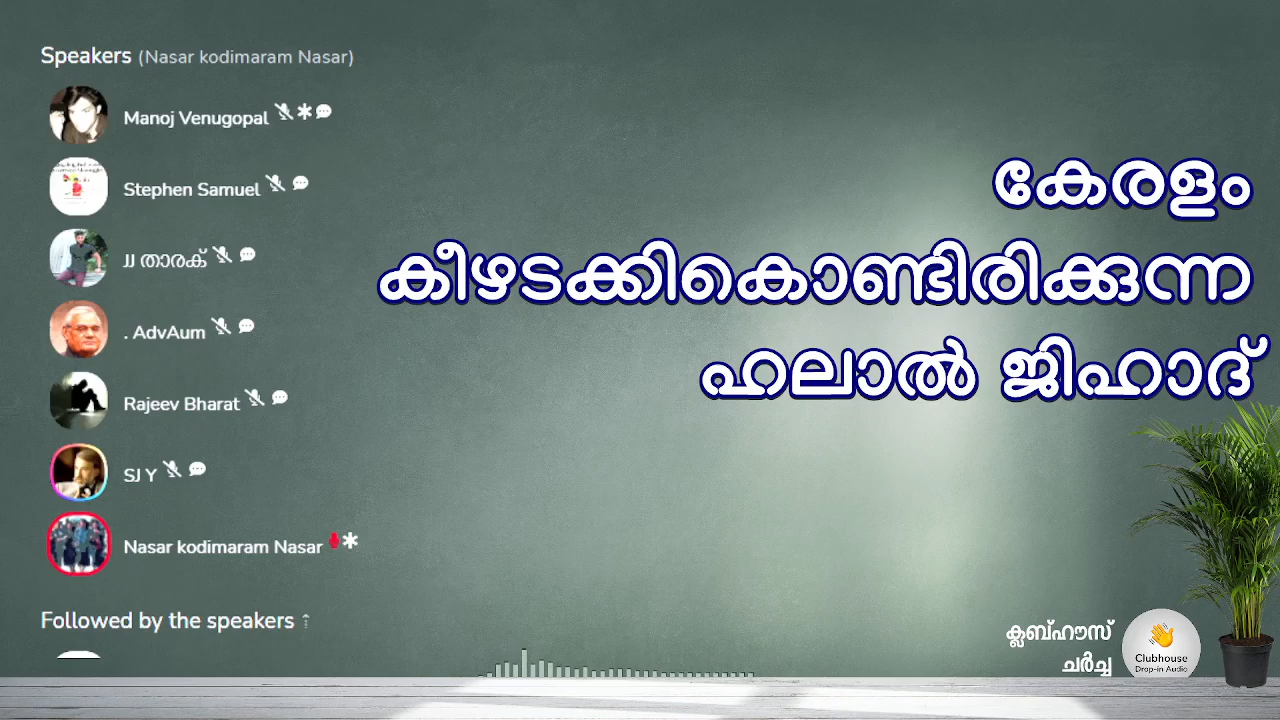 Speakers (Nasar kodimaram Nasar)
Manoj Venugopal
Stephen Samuel
JJ താരക്
. AdvAum
Rajeev Bharat
SJ Y
Nasar kodimaram Nasar
Followed by the speakers ↑
കേരളം
കീഴടക്കികൊണ്ടിരിക്കുന്ന
ഹലാൽ ജിഹാദ്
ക്ലബ്ഹൗസ്
ചർച്ച
Clubhouse
Drop-in Audio